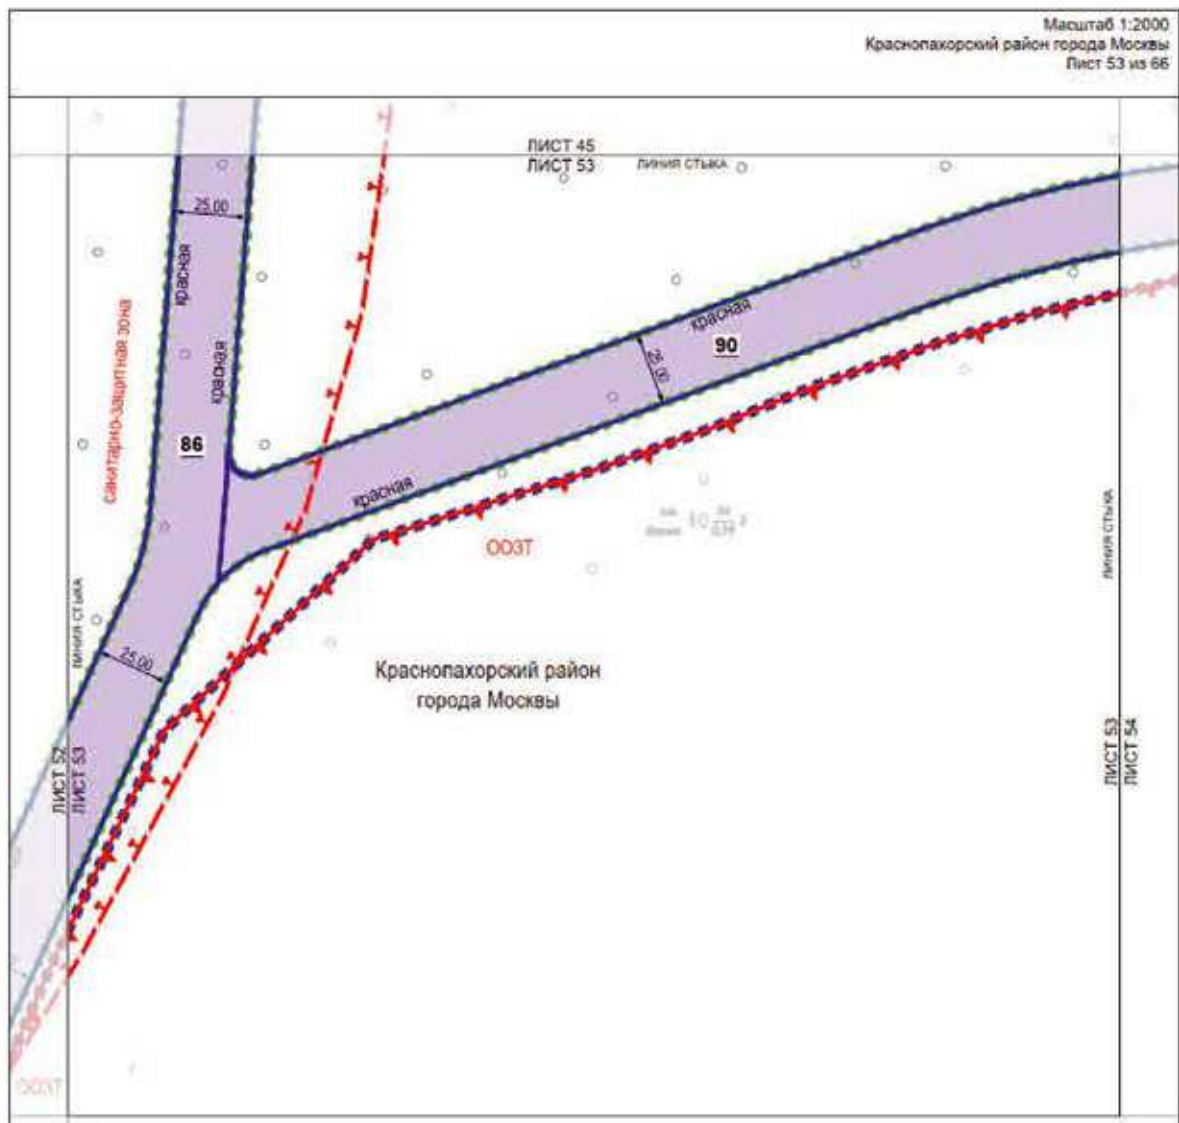 Масштаб 1:2000
Краснопахорский район города Москвы
Лист 53 из 66
ЛИСТ 45
ЛИСТ 53
ЛИНИЯ СТЫКА
25.00
красная
красная
санитарно-защитная зона
86
красная
90
25.00
красная
ООЗТ
ЛИНИЯ СТЫКА
ЛИНИЯ СТЫКА
25.00
Краснопахорский район
города Москвы
ЛИСТ 52
ЛИСТ 53
ЛИСТ 53
ЛИСТ 54
ООЗТ